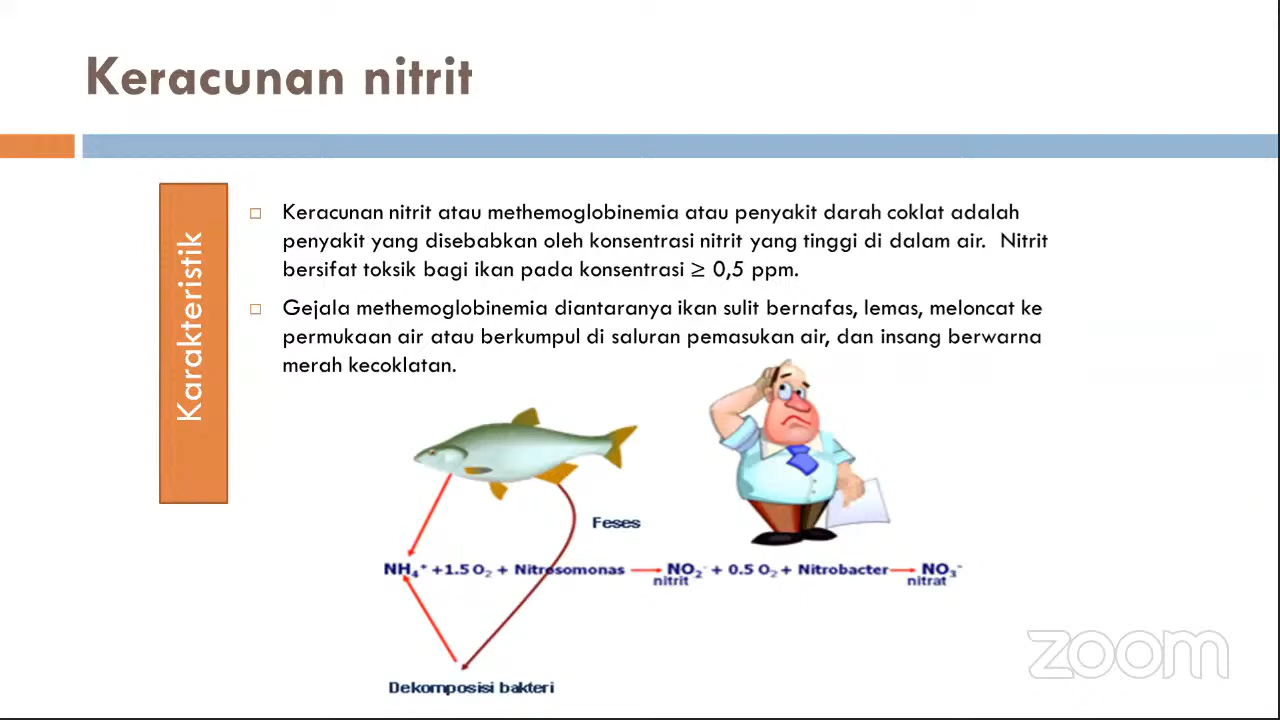 Keracunan nitrit
Karakteristik
Keracunan nitrit atau methemoglobinemia atau penyakit darah coklat adalah
penyakit yang disebabkan oleh konsentrasi nitrit yang tinggi di dalam air. Nitrit
bersifat toksik bagi ikan pada konsentrasi ≥ 0,5 ppm.
Gejala methemoglobinemia diantaranya ikan sulit bernafas, lemas, meloncat ke
permukaan air atau berkumpul di saluran pemasukan air, dan insang berwarna
merah kecoklatan.
Feses
NH₄⁺ +1.5 O₂ + Nitrosomonas → NO₂⁻ + 0.5 O₂ + Nitrobacter → NO₃⁻
nitrit nitrat
Dekomposisi bakteri
zoom